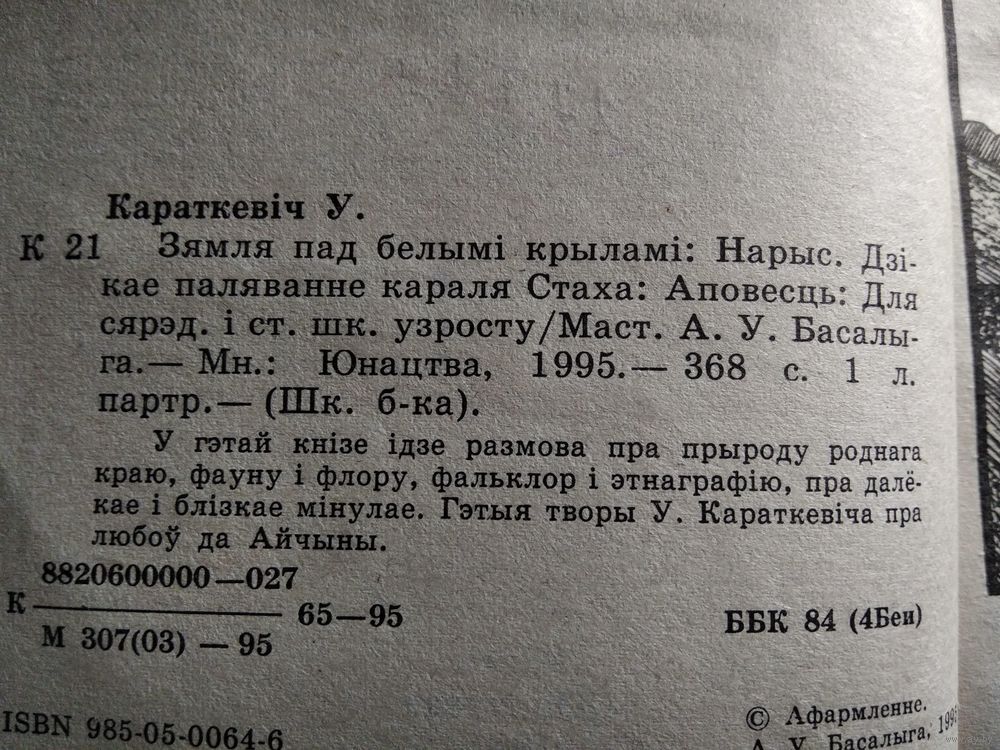 Караткевіч У.
К 21 Зямля пад белымі крыламі: Нарыс. Дзі-
кае паляванне караля Стаха: Аповесць: Для
сярэд. і ст. шк. узросту/Маст. А. У. Басалы-
га.— Мн.: Юнацтва, 1995.— 368 с. 1 л.
партр.— (Шк. б-ка).
У гэтай кнізе ідзе размова пра прыроду роднага
краю, фауну і флору, фальклор і этнаграфію, пра далё-
кае і блізкае мінулае. Гэтыя творы У. Караткевіча пра
любоў да Айчыны.
8820600000—027
К 65—95
М 307(03) — 95
ББК 84 (4Беи)
ISBN 985-05-0064-6
© Афармленне.
А. У. Басалыга,